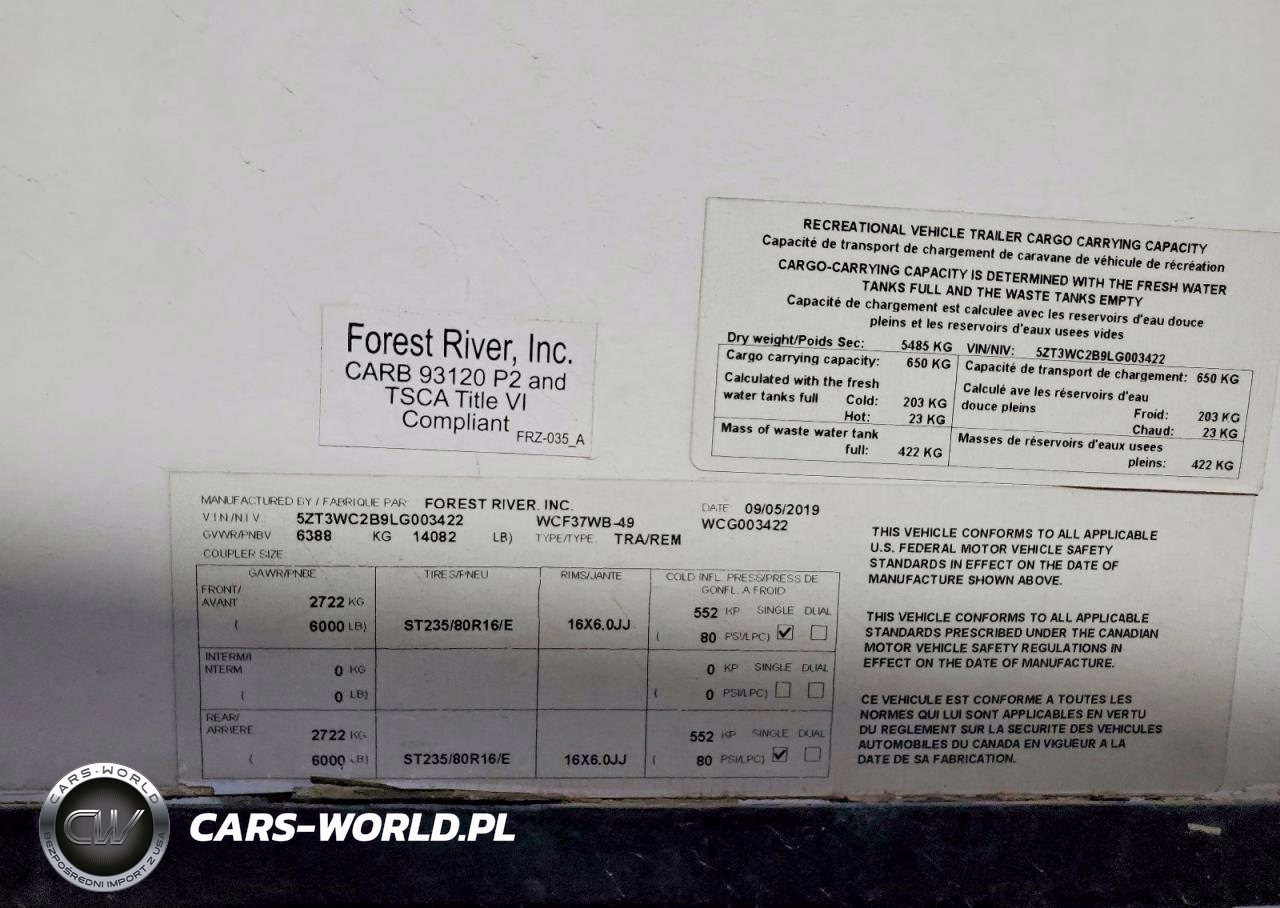 RECREATIONAL VEHICLE TRAILER CARGO CARRYING CAPACITY
Capacité de transport de chargement de caravane de véhicule de récréation
CARGO-CARRYING CAPACITY IS DETERMINED WITH THE FRESH WATER
TANKS FULL AND THE WASTE TANKS EMPTY
Capacité de chargement est calculee avec les reservoirs d'eau douce
pleins et les reservoirs d'eaux usees vides
Dry weight/Poids Sec: 5485 KG VIN/NIV: 5ZT3WC2B9LG003422
Cargo carrying capacity: 650 KG Capacité de transport de chargement: 650 KG
Calculated with the fresh Calculé ave les réservoirs d'eau
water tanks full Cold: 203 KG douce pleins Froid: 203 KG
Hot: 23 KG Chaud: 23 KG
Mass of waste water tank Masses de réservoirs d'eaux usees
full: 422 KG pleins: 422 KG
Forest River, Inc.
CARB 93120 P2 and
TSCA Title VI
Compliant
FRZ-035_A
MANUFACTURED BY / FABRIQUE PAR: FOREST RIVER. INC. DATE 09/05/2019
V.I.N./N.I.V.: 5ZT3WC2B9LG003422 WCF37WB-49 WCG003422
GVWR/PNBV 6388 KG 14082 LB) TYPE/TYPE: TRA/REM
COUPLER SIZE:
GAWR/PNBE TIRES/PNEU RIMS/JANTE COLD INFL. PRESS/PRESS DE
GONFL. A FROID
FRONT/
AVANT 2722 KG 552 KP SINGLE DUAL
( 6000 LB) ST235/80R16/E 16X6.0JJ ( 80 PSI/LPC)
INTERM/I
NTERM 0 KG 0 KP SINGLE DUAL
( 0 LB) ( 0 PSI/LPC)
REAR/
ARRIERE 2722 KG 552 KP SINGLE DUAL
( 6000 LB) ST235/80R16/E 16X6.0JJ 80 PSI/LPC)
THIS VEHICLE CONFORMS TO ALL APPLICABLE
U.S. FEDERAL MOTOR VEHICLE SAFETY
STANDARDS IN EFFECT ON THE DATE OF
MANUFACTURE SHOWN ABOVE.
THIS VEHICLE CONFORMS TO ALL APPLICABLE
STANDARDS PRESCRIBED UNDER THE CANADIAN
MOTOR VEHICLE SAFETY REGULATIONS IN
EFFECT ON THE DATE OF MANUFACTURE.
CE VEHICULE EST CONFORME A TOUTES LES
NORMES QUI LUI SONT APPLICABLES EN VERTU
DU REGLEMENT SUR LA SECURITE DES VEHICULES
AUTOMOBILES DU CANADA EN VIGUEUR A LA
DATE DE SA FABRICATION.
CARS-WORLD
CW
BEZPOŚREDNI IMPORT Z USA
CARS-WORLD.PL